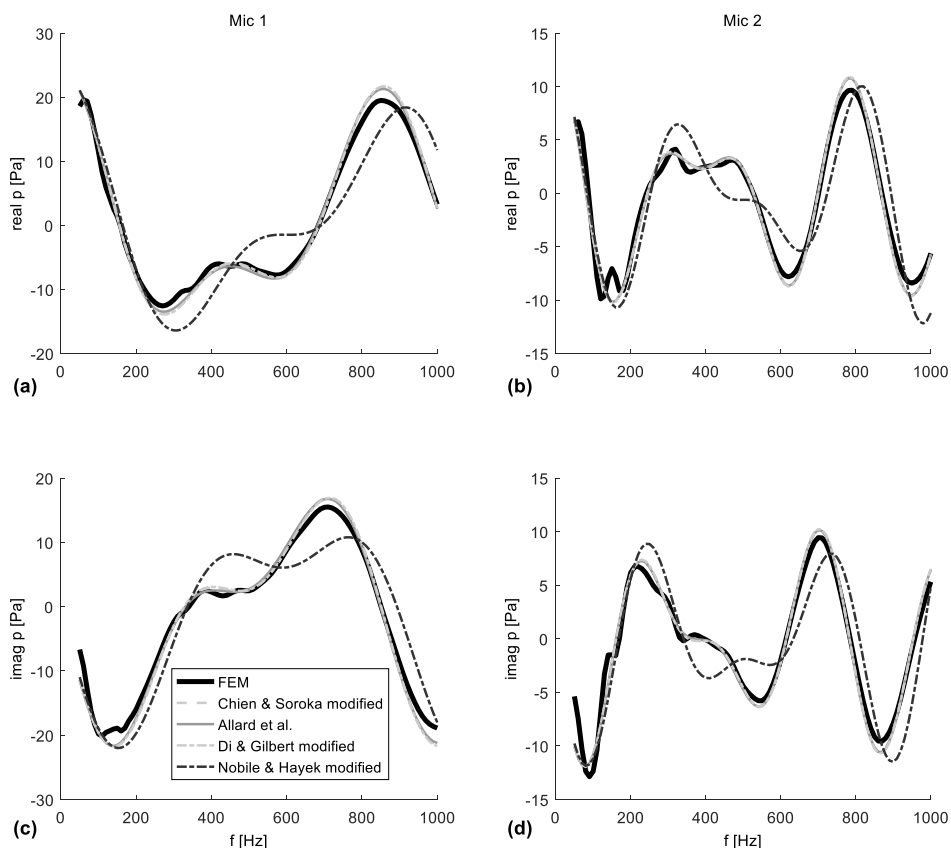 Mic 1
30
20
10
0
-10
-20
real p [Pa]
0 200 400 600 800 1000
(a)
Mic 2
15
10
5
0
-5
-10
-15
real p [Pa]
0 200 400 600 800 1000
(b)
20
10
0
-10
-20
-30
imag p [Pa]
FEM
Chien & Soroka modified
Allard et al.
Di & Gilbert modified
Nobile & Hayek modified
0 200 400 600 800 1000
(c)
f [Hz]
15
10
5
0
-5
-10
-15
imag p [Pa]
0 200 400 600 800 1000
(d)
f [Hz]